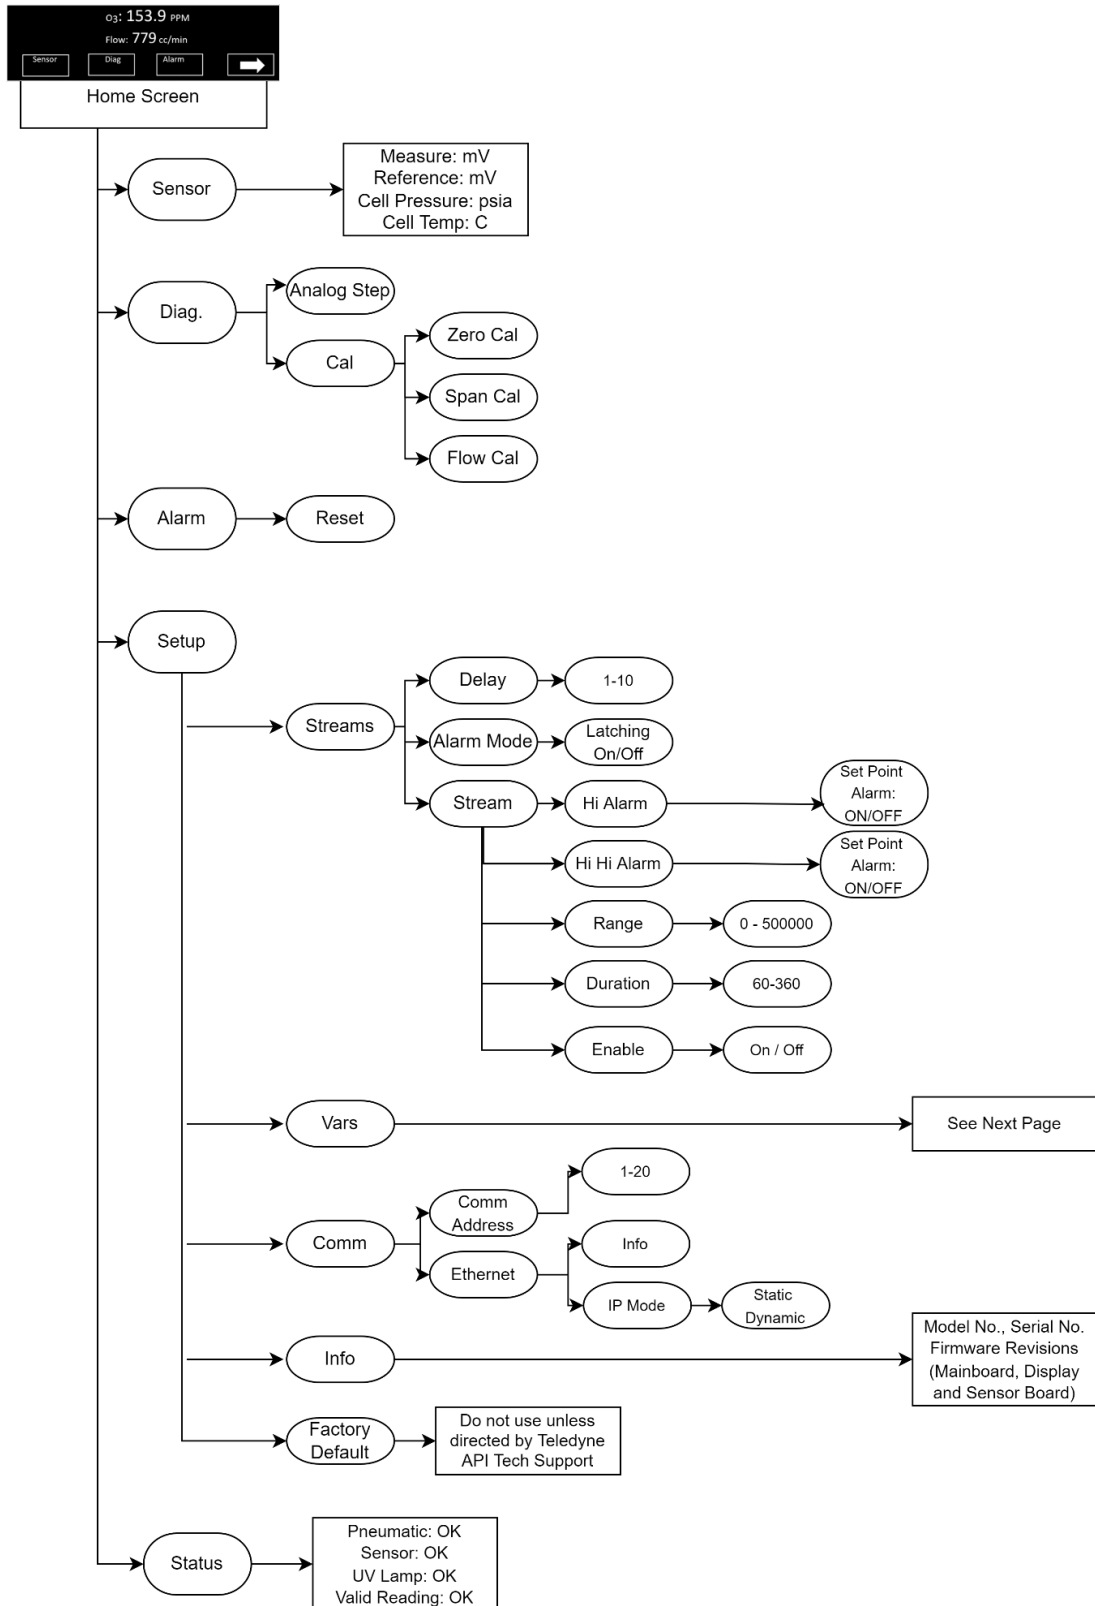 O3: 153.9 PPM
Flow: 779 cc/min
Sensor Diag Alarm
Home Screen
Sensor
Measure: mV
Reference: mV
Cell Pressure: psia
Cell Temp: C
Diag.
Analog Step
Cal
Zero Cal
Span Cal
Flow Cal
Alarm
Reset
Setup
Streams
Delay
1-10
Alarm Mode
Latching
On/Off
Stream
Hi Alarm
Set Point
Alarm:
ON/OFF
Hi Hi Alarm
Set Point
Alarm:
ON/OFF
Range
0 - 500000
Duration
60-360
Enable
On / Off
Vars
See Next Page
Comm
Comm
Address
1-20
Ethernet
Info
IP Mode
Static
Dynamic
Info
Model No., Serial No.
Firmware Revisions
(Mainboard, Display
and Sensor Board)
Factory
Default
Do not use unless
directed by Teledyne
API Tech Support
Status
Pneumatic: OK
Sensor: OK
UV Lamp: OK
Valid Reading: OK